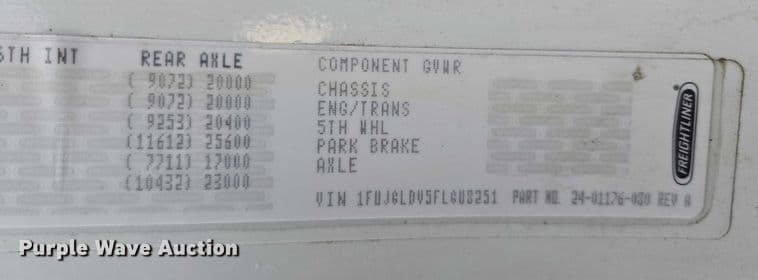 5TH INT REAR AXLE COMPONENT GVWR
( 9072) 20000 CHASSIS
( 9072) 20000 ENG/TRANS
( 9253) 20400 5TH WHL
(11612) 25600 PARK BRAKE
( 7711) 17000 AXLE
(10432) 23000
VIN 1FUJGLDV5FLGU8251 PART NO. 24-01176-080 REV
FREIGHTLINER
Purple Wave Auction